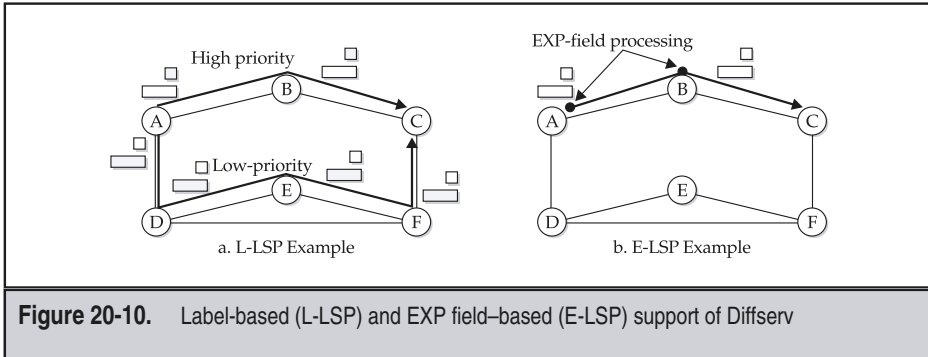 High priority
B
A
C
Low-priority
E
D
F
a. L-LSP Example
EXP-field processing
B
A
C
E
D
F
b. E-LSP Example
Figure 20-10. Label-based (L-LSP) and EXP field–based (E-LSP) support of Diffserv